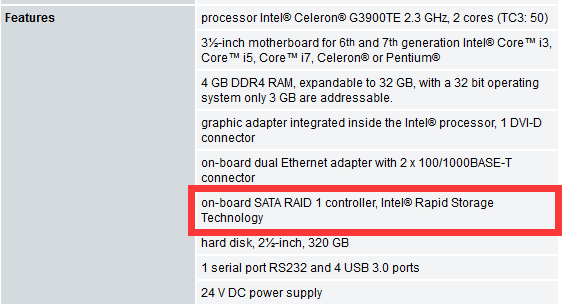 Features
processor Intel® Celeron® G3900TE 2.3 GHz, 2 cores (TC3: 50)
3½-inch motherboard for 6th and 7th generation Intel® Core™ i3,
Core™ i5, Core™ i7, Celeron® or Pentium®
4 GB DDR4 RAM, expandable to 32 GB, with a 32 bit operating
system only 3 GB are addressable.
graphic adapter integrated inside the Intel® processor, 1 DVI-D
connector
on-board dual Ethernet adapter with 2 x 100/1000BASE-T
connector
on-board SATA RAID 1 controller, Intel® Rapid Storage
Technology
hard disk, 2½-inch, 320 GB
1 serial port RS232 and 4 USB 3.0 ports
24 V DC power supply